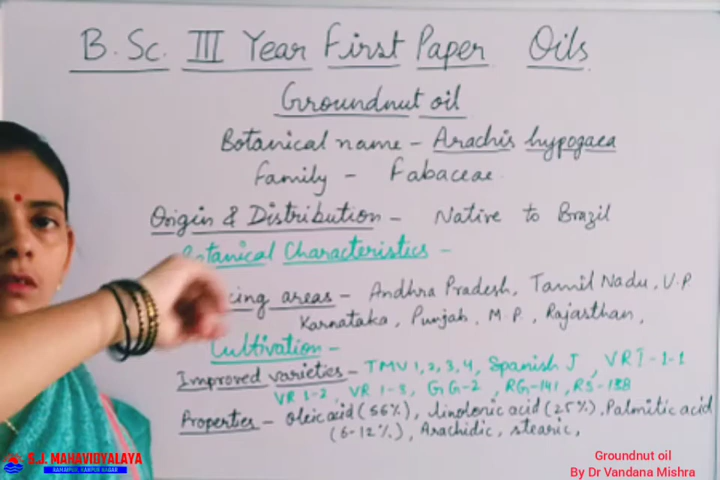 B.Sc. III Year First Paper Oils
Groundnut oil
Botanical name - Arachis hypogaea
Family - Fabaceae
Origin & Distribution - Native to Brazil
Botanical Characteristics -
cing areas - Andhra Pradesh, Tamil Nadu, U.P.
Karnataka, Punjab, M.P., Rajasthan,
Cultivation -
Improved varieties - TMV 1, 2, 3, 4, Spanish J, VRI-1-1
VR 1-2, VR 1-3, GG-2, RG-141, RS-138
Properties - oleic acid (56%), linolenic acid (25%), Palmitic acid
(6-12%), Arachidic, stearic,
MAHAVIDYALAYA
Groundnut oil
By Dr Vandana Mishra